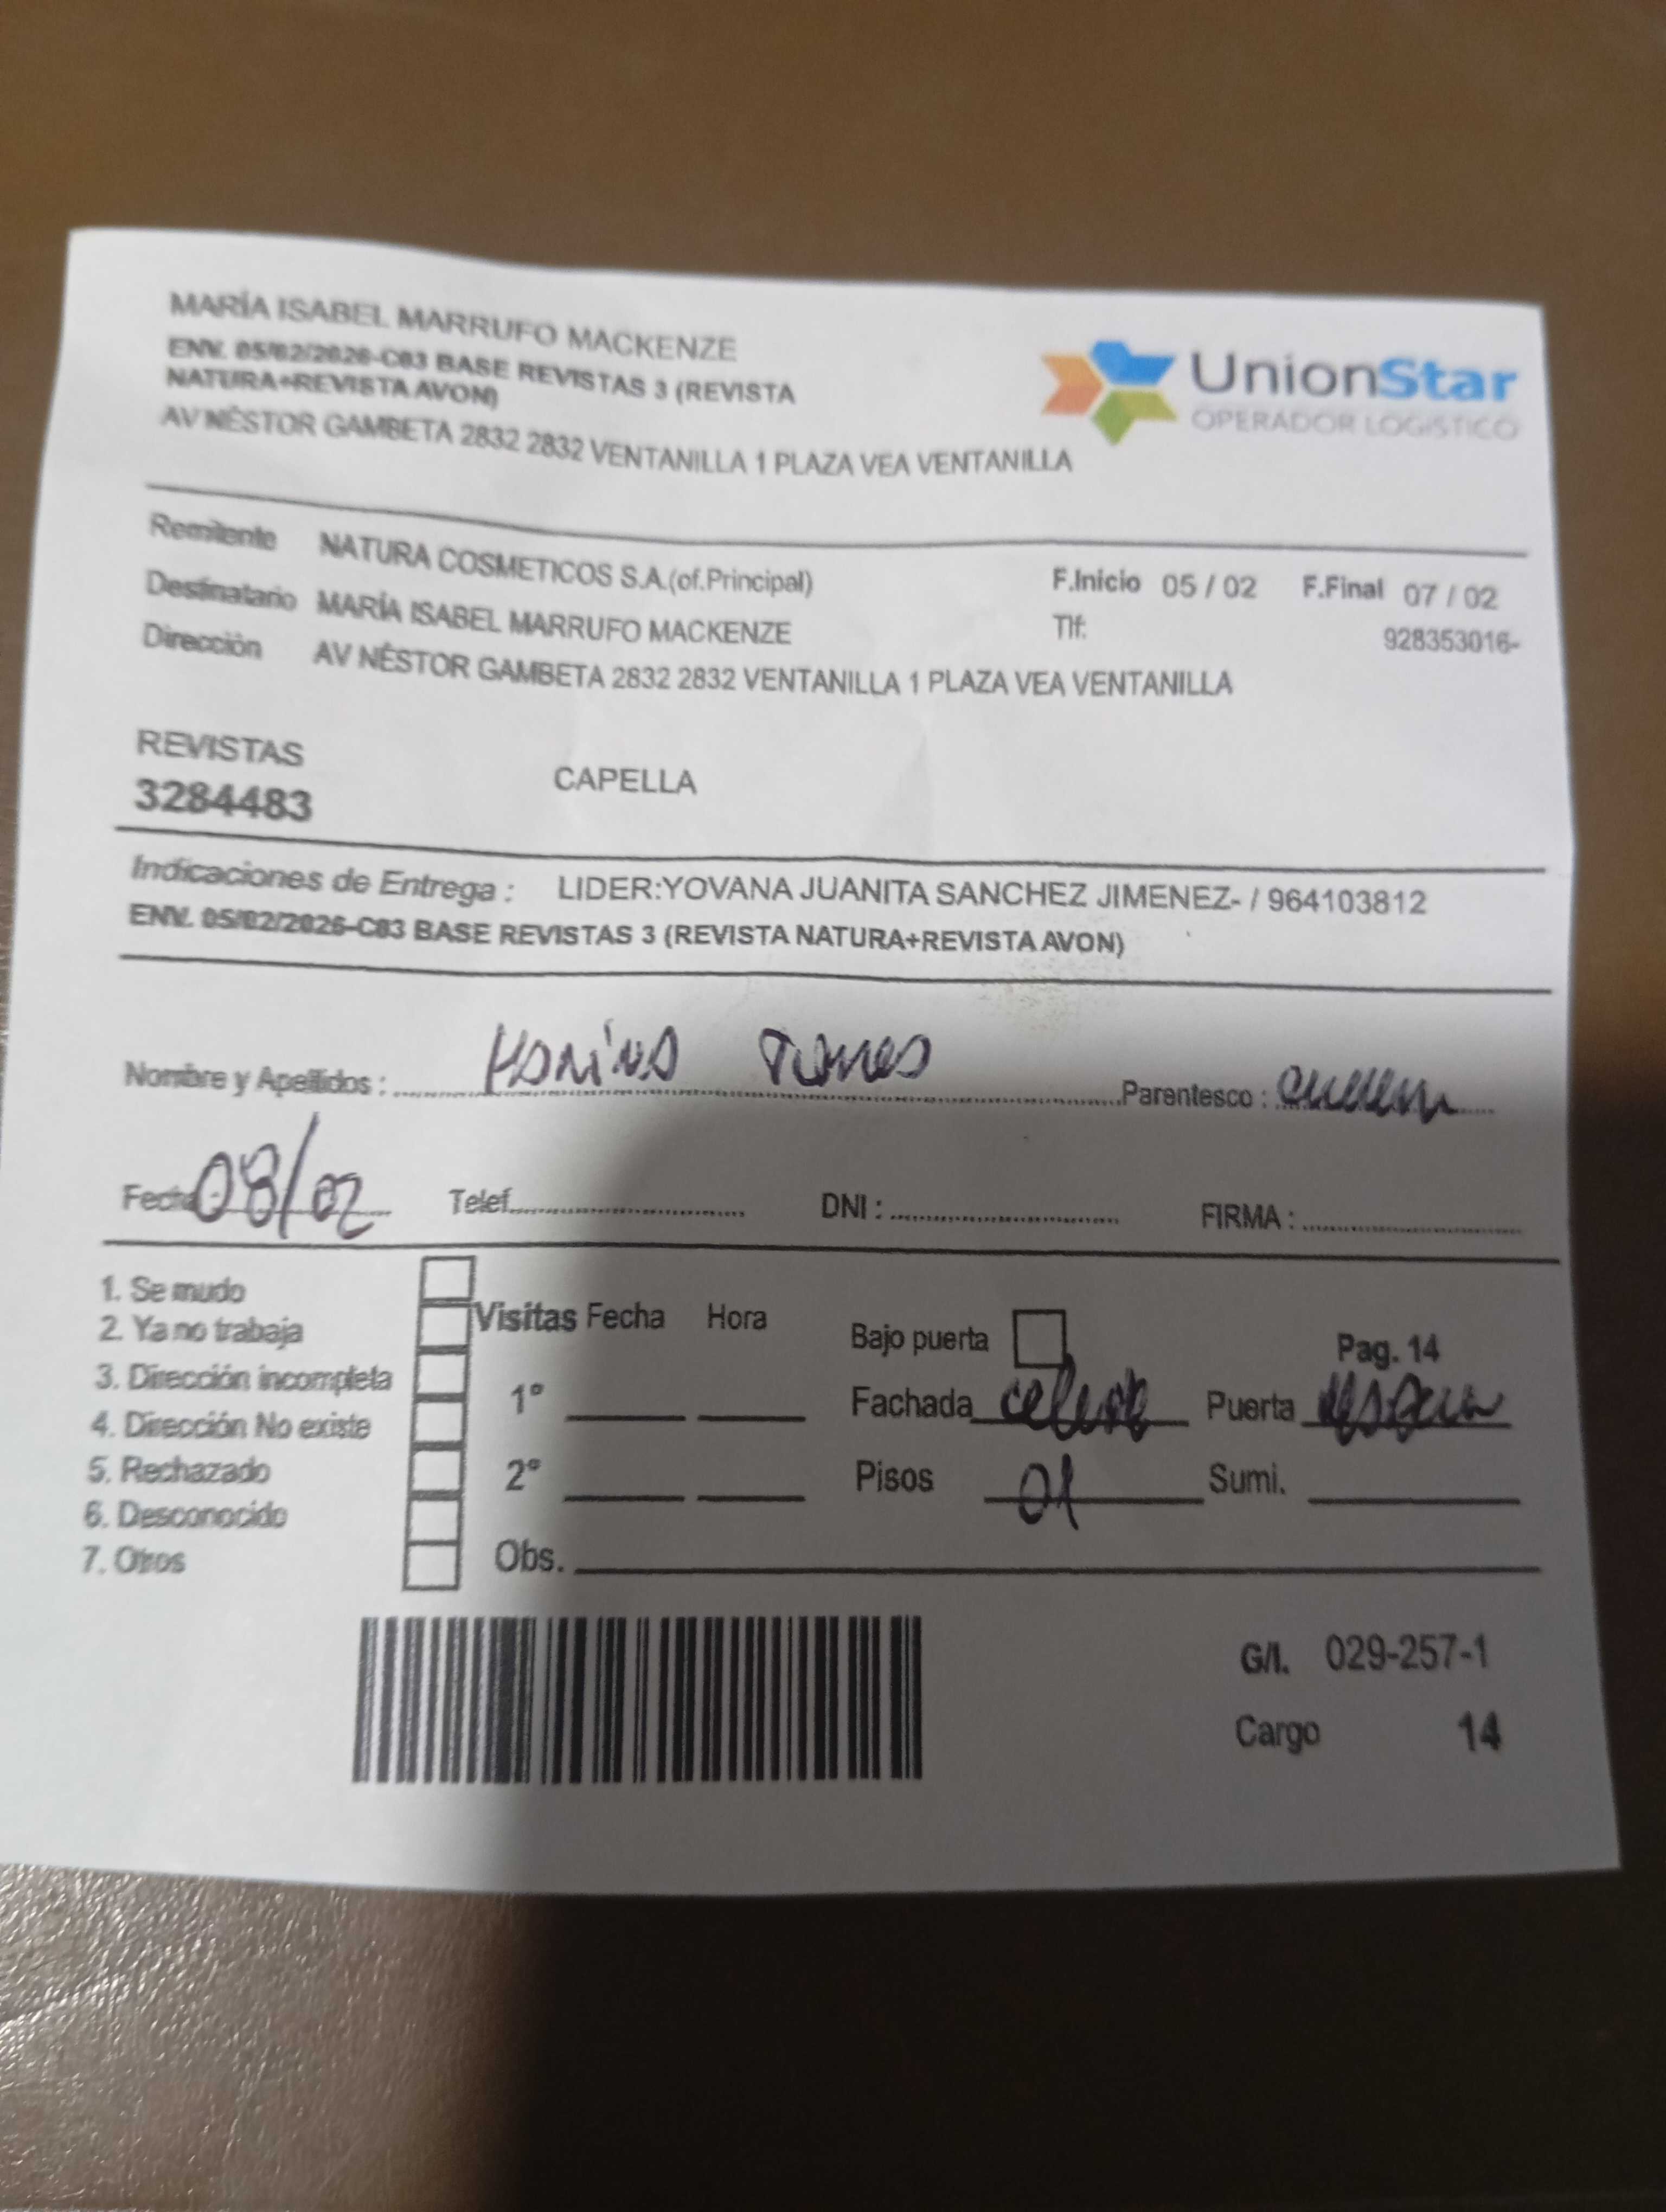 MARÍA ISABEL MARRUFO MACKENZE
ENV. 05/02/2026-C03 BASE REVISTAS 3 (REVISTA
NATURA+REVISTA AVON)
AV NÉSTOR GAMBETA 2832 2832 VENTANILLA 1 PLAZA VEA VENTANILLA
UnionStar
OPERADOR LOGISTICO
Remitente NATURA COSMETICOS S.A.(of.Principal)
F.Inicio 05 / 02 F.Final 07 / 02
Destinatario MARÍA ISABEL MARRUFO MACKENZE
Tlf: 928353016-
Dirección AV NÉSTOR GAMBETA 2832 2832 VENTANILLA 1 PLAZA VEA VENTANILLA
REVISTAS
3284483
CAPELLA
Indicaciones de Entrega : LIDER:YOVANA JUANITA SANCHEZ JIMENEZ- / 964103812
ENV. 05/02/2026-C03 BASE REVISTAS 3 (REVISTA NATURA+REVISTA AVON)
Nombre y Apellidos : Torres Parentesco :
Fecha : 08/02 Telef. DNI : FIRMA :
1. Se mudo
2. Ya no trabaja
3. Dirección incompleta
4. Dirección No existe
5. Rechazado
6. Desconocido
7. Otros
Visitas Fecha Hora
1°
2°
Obs.
Bajo puerta
Pag. 14
Fachada celeste Puerta
Pisos 01 Sumi.
G/I. 029-257-1
Cargo 14